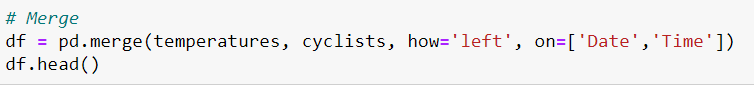 # Merge
df = pd.merge(temperatures, cyclists, how='left', on=['Date','Time'])
df.head()